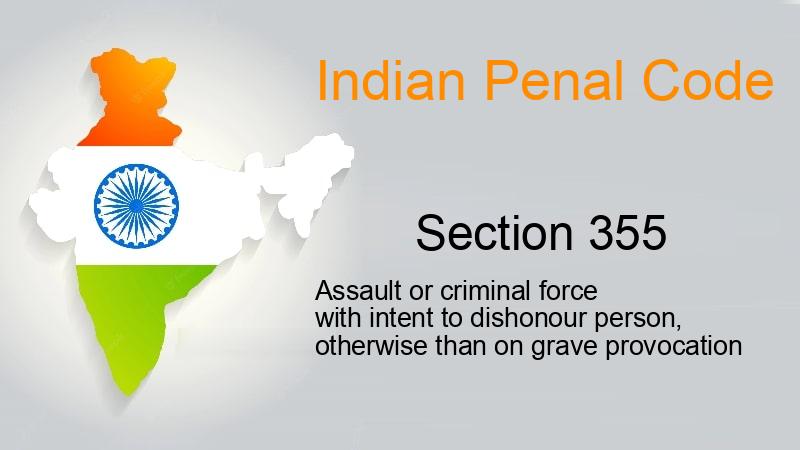 Indian Penal Code
Section 355
Assault or criminal force
with intent to dishonour person,
otherwise than on grave provocation